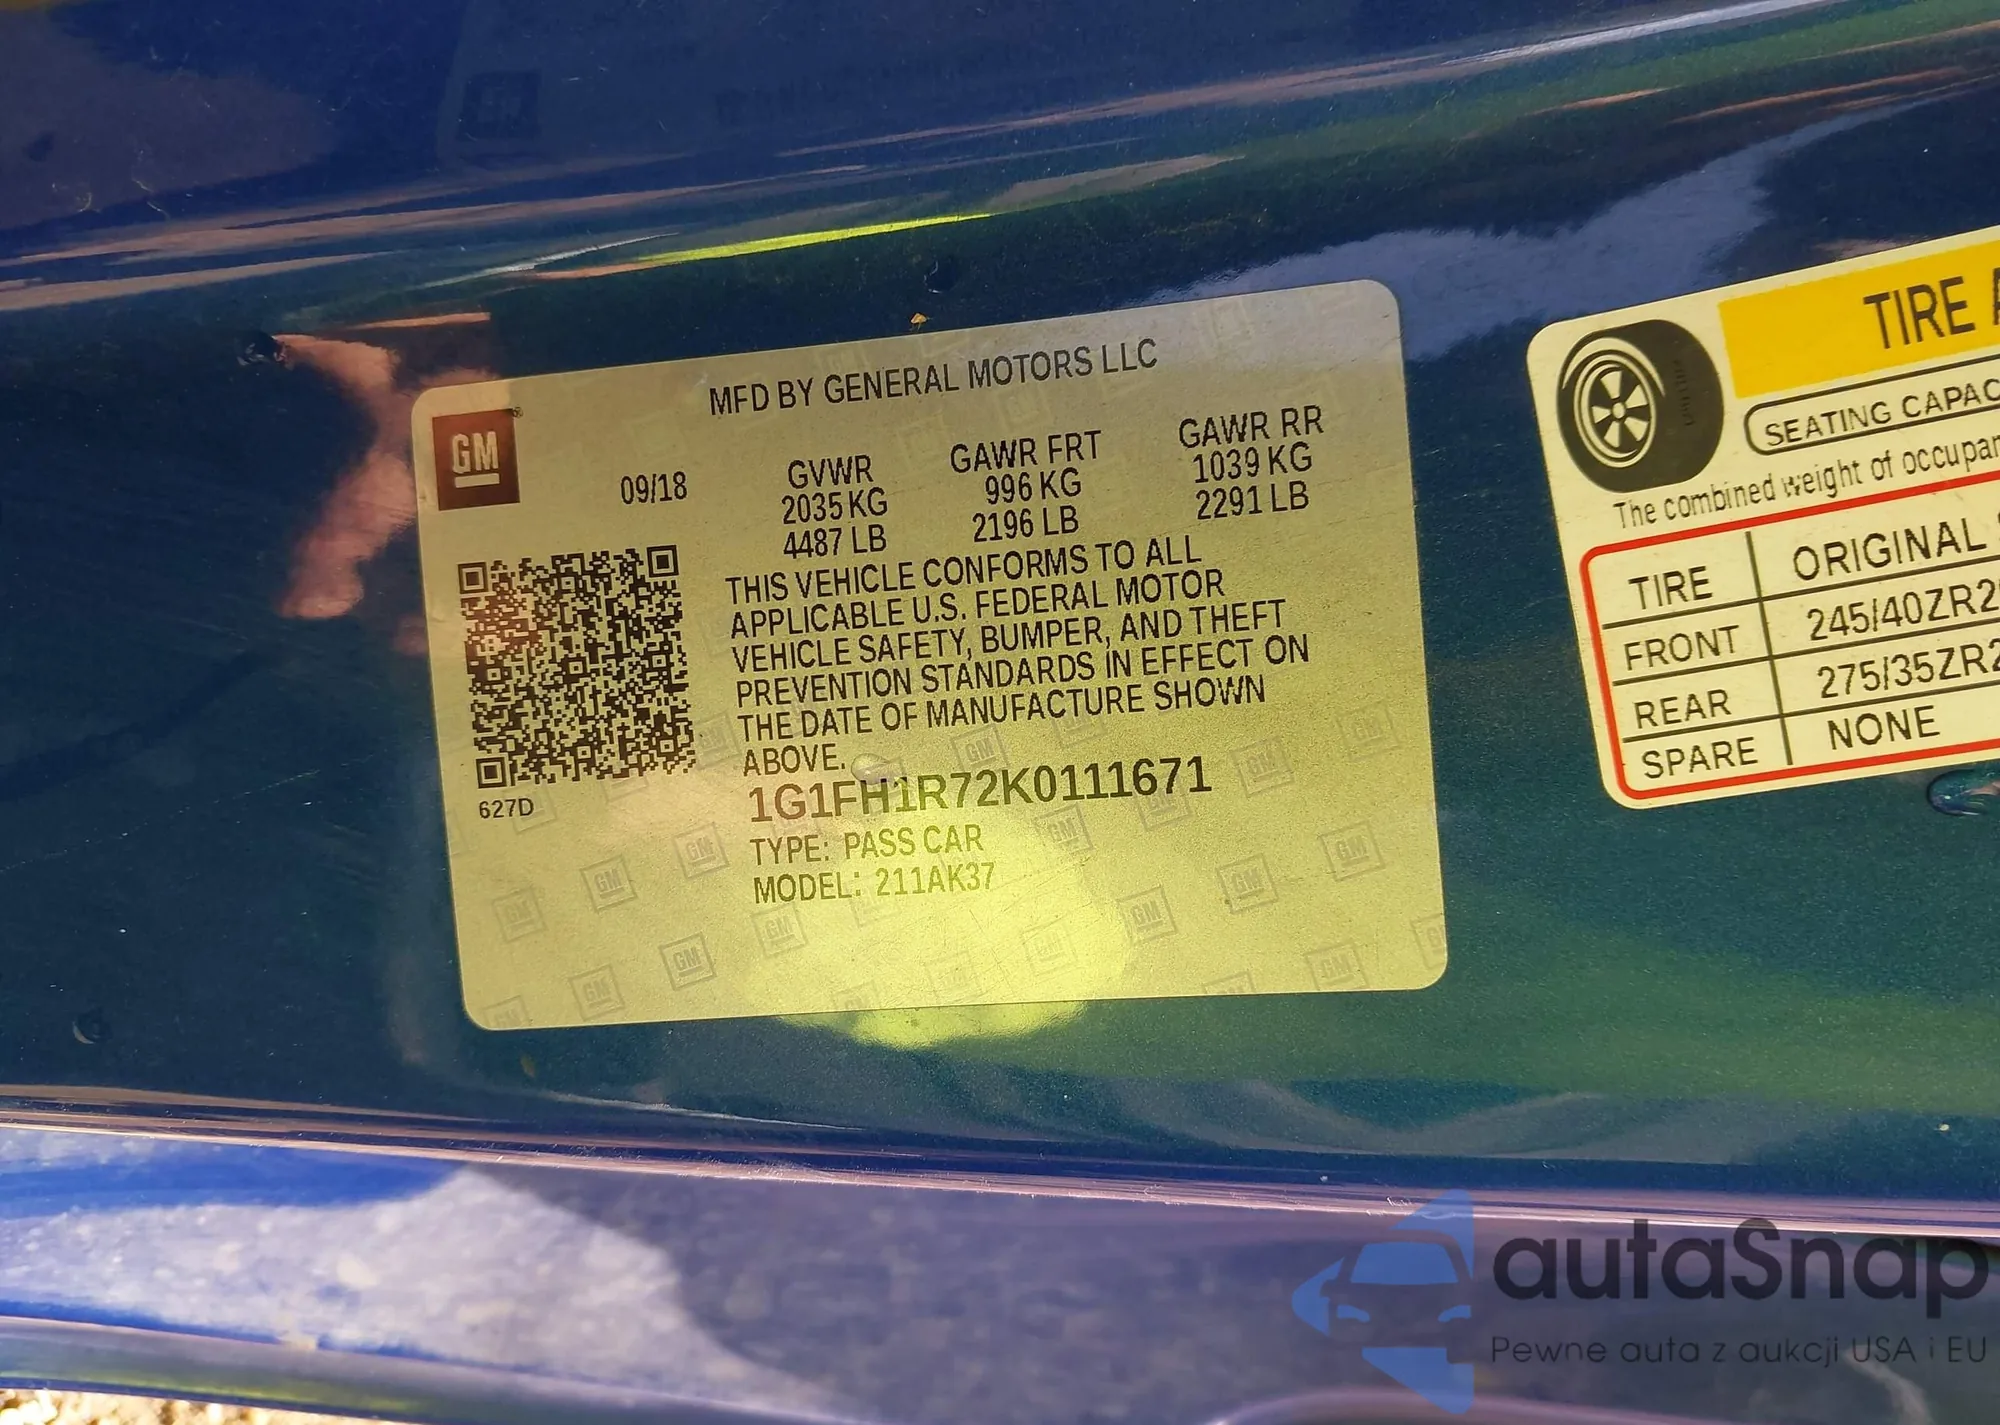 MFD BY GENERAL MOTORS LLC
GM
09/18
GVWR
2035 KG
4487 LB
GAWR FRT
996 KG
2196 LB
GAWR RR
1039 KG
2291 LB
THIS VEHICLE CONFORMS TO ALL
APPLICABLE U.S. FEDERAL MOTOR
VEHICLE SAFETY, BUMPER, AND THEFT
PREVENTION STANDARDS IN EFFECT ON
THE DATE OF MANUFACTURE SHOWN
ABOVE.
1G1FH1R72K0111671
TYPE: PASS CAR
MODEL: 211AK37
627D
TIRE
SEATING
The combined weight of
TIRE ORIGINAL
FRONT 245/40ZR2
REAR 275/35ZR2
SPARE NONE
autaSnap
Pewne auta z aukcji USA i EU